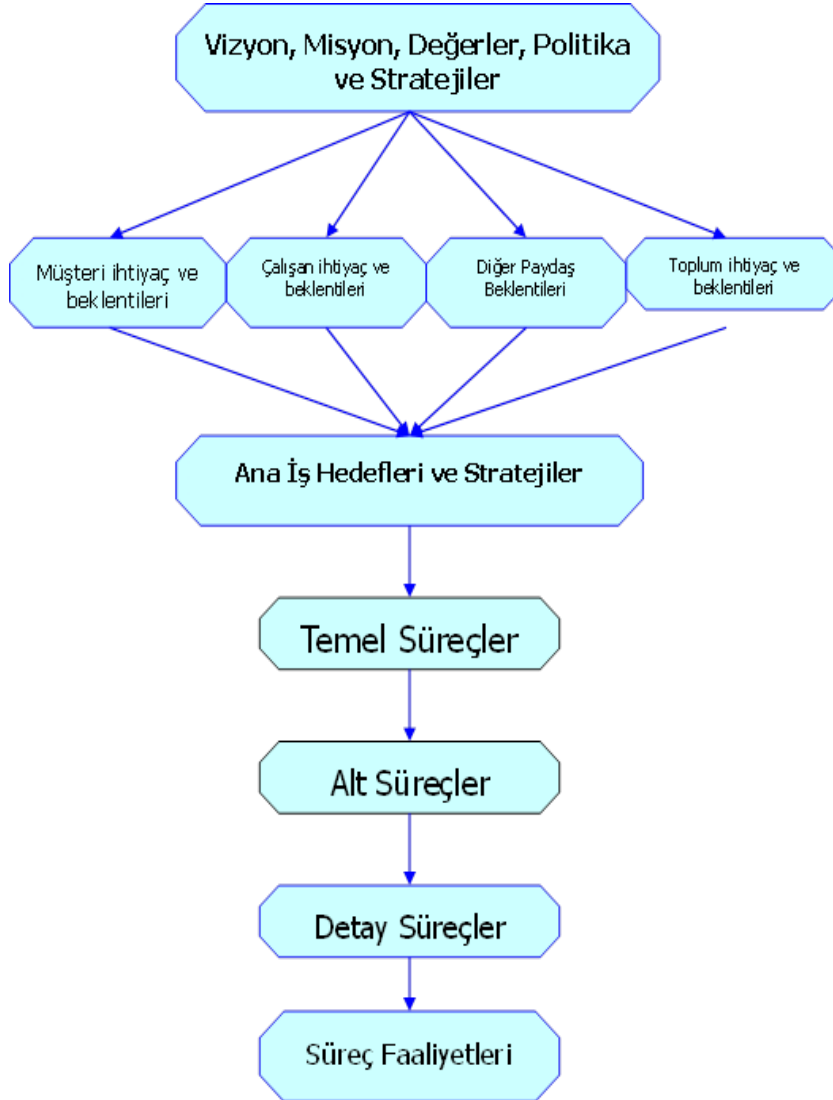 Vizyon, Misyon, Değerler, Politika
ve Stratejiler
Müşteri ihtiyaç ve
beklentileri
Çalışan ihtiyaç ve
beklentileri
Diğer Paydaş
Beklentileri
Toplum ihtiyaç ve
beklentileri
Ana İş Hedefleri ve Stratejiler
Temel Süreçler
Alt Süreçler
Detay Süreçler
Süreç Faaliyetleri